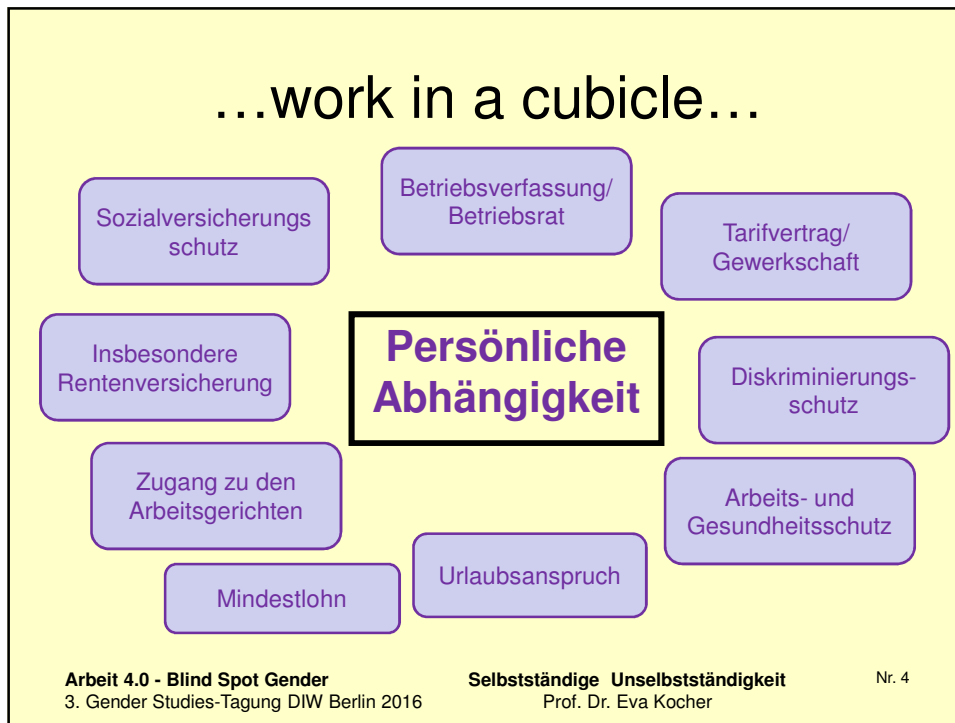 …work in a cubicle…
Betriebsverfassung/
Betriebsrat
Sozialversicherungs
schutz
Tarifvertrag/
Gewerkschaft
Insbesondere
Rentenversicherung
Persönliche
Abhängigkeit
Diskriminierungs-
schutz
Zugang zu den
Arbeitsgerichten
Arbeits- und
Gesundheitsschutz
Urlaubsanspruch
Mindestlohn
Arbeit 4.0 - Blind Spot Gender
3. Gender Studies-Tagung DIW Berlin 2016
Selbstständige Unselbstständigkeit
Prof. Dr. Eva Kocher
Nr. 4